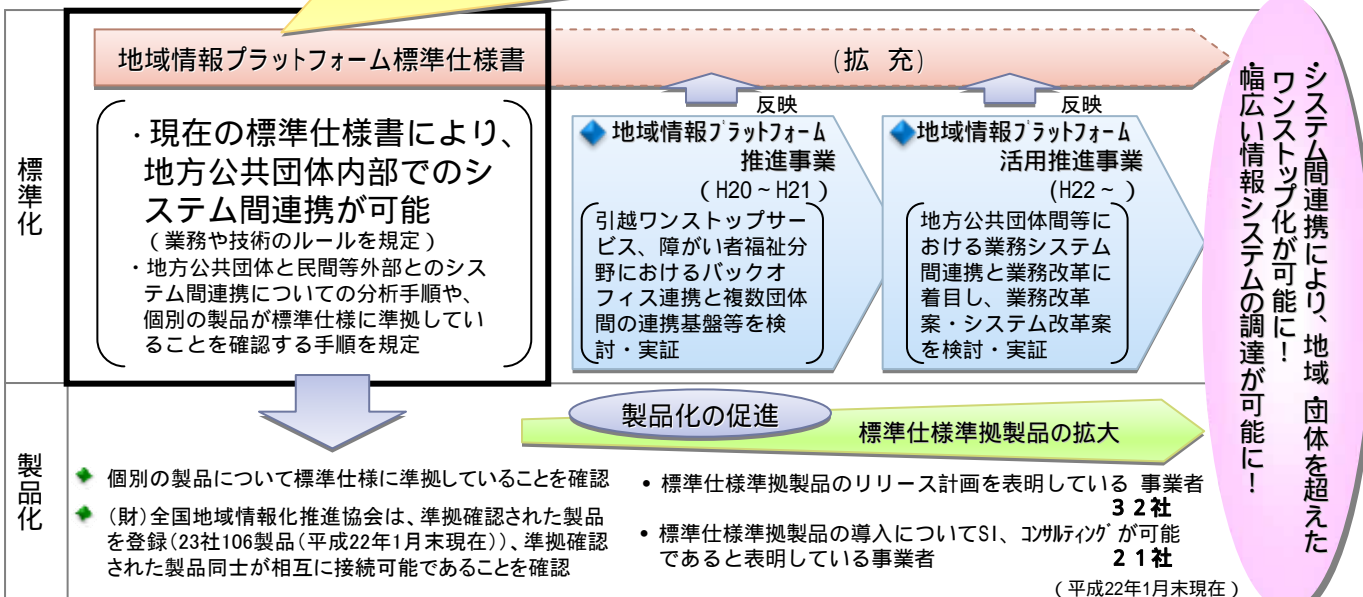 標準化
地域情報プラットフォーム標準仕様書
(拡 充)
・現在の標準仕様書により、
地方公共団体内部でのシ
ステム間連携が可能
(業務や技術のルールを規定)
・地方公共団体と民間等外部とのシス
テム間連携についての分析手順や、
個別の製品が標準仕様に準拠してい
ることを確認する手順を規定
反映
地域情報プラットフォーム
推進事業
(H20~H21)
引越ワンストップサー
ビス、障がい者福祉分
野におけるバックオ
フィス連携と複数団体
間の連携基盤等を検
討・実証
反映
地域情報プラットフォーム
活用推進事業
(H22~ )
地方公共団体間等に
おける業務システム
間連携と業務改革に
着目し、業務改革
案・システム改革案
を検討・実証
・システム間連携により、地域・団体を超えた
ワンストップ化が可能に!
・幅広い情報システムの調達が可能に!
製品化
製品化の促進
標準仕様準拠製品の拡大
個別の製品について標準仕様に準拠していることを確認
(財)全国地域情報化推進協会は、準拠確認された製品
を登録(23社106製品(平成22年1月末現在))、準拠確認
された製品同士が相互に接続可能であることを確認
• 標準仕様準拠製品のリリース計画を表明している 事業者
32社
• 標準仕様準拠製品の導入についてSI、コンサルティングが可能
であると表明している事業者 21社
(平成22年1月末現在)